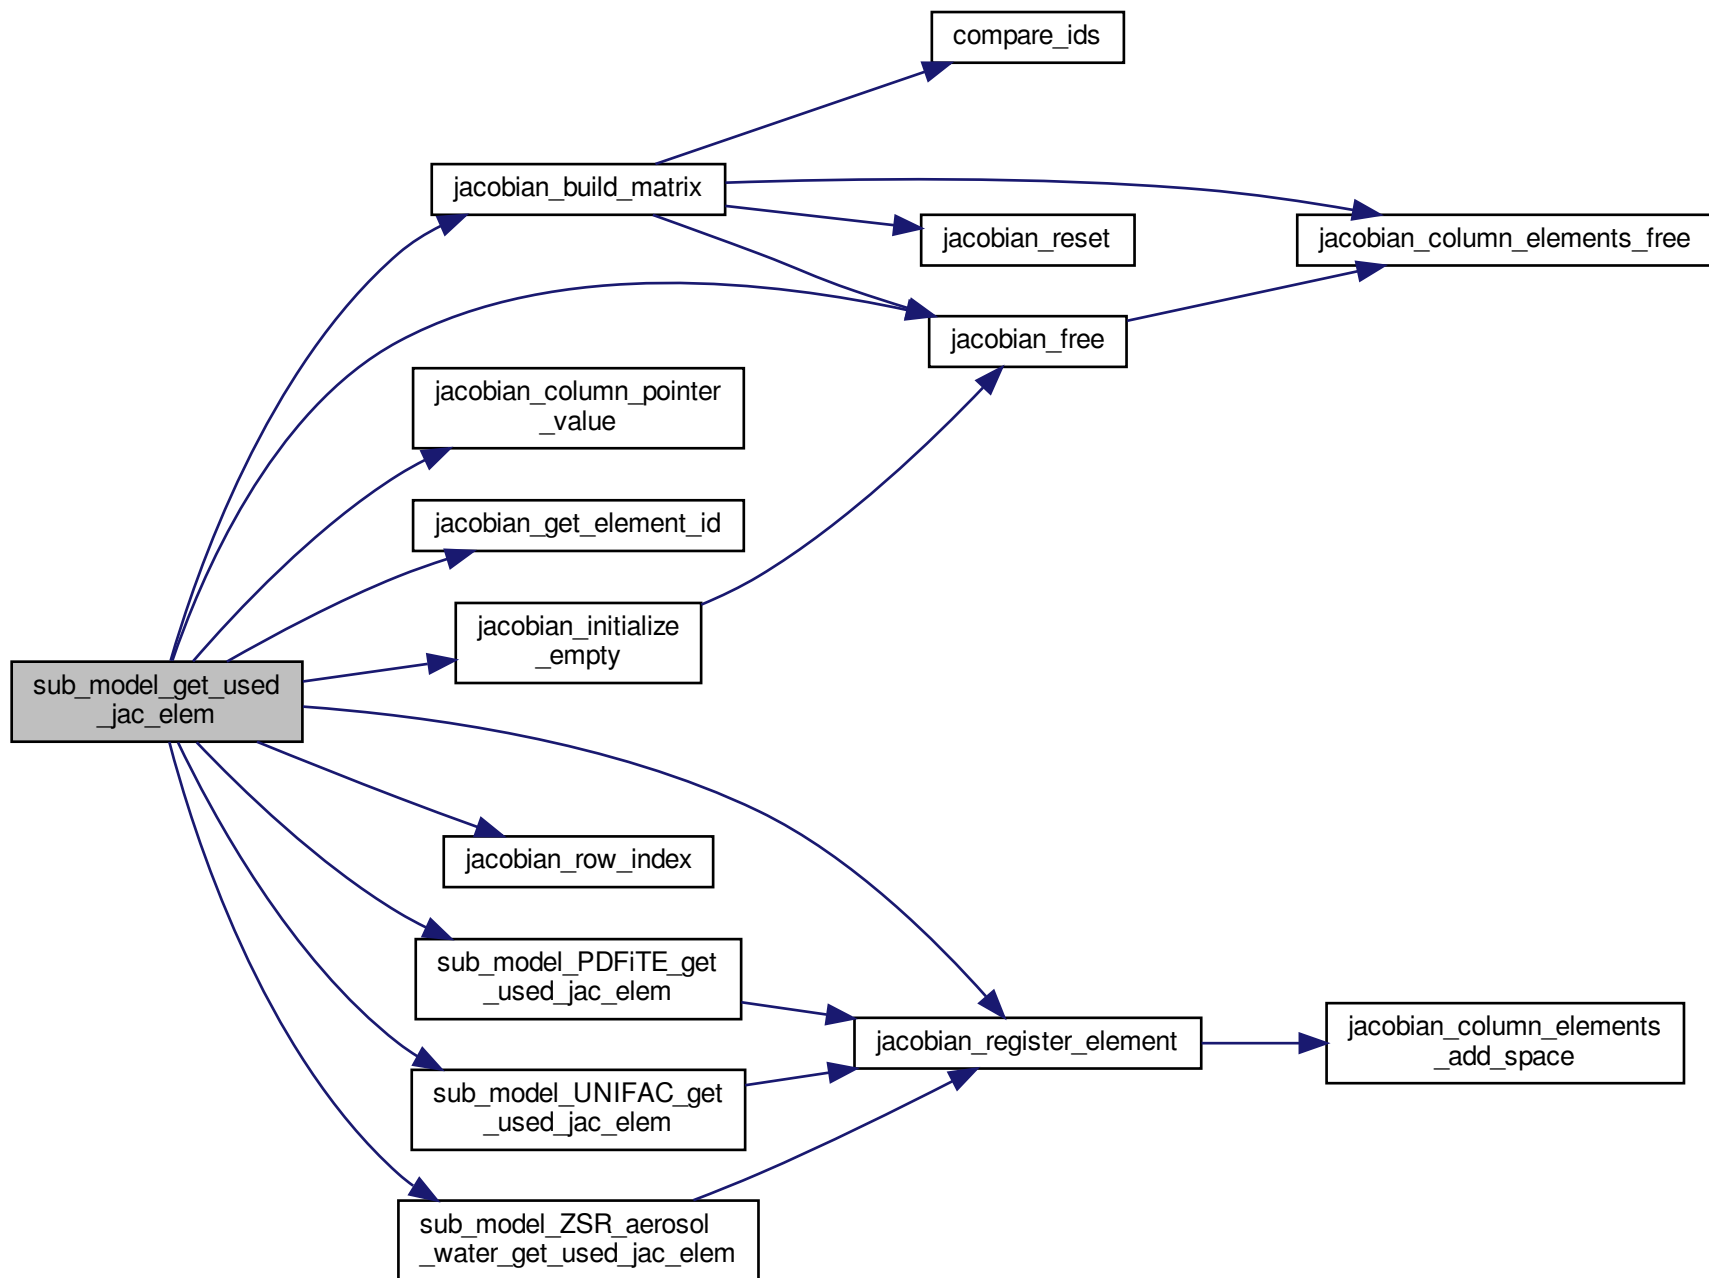 compare_ids
jacobian_build_matrix
jacobian_reset
jacobian_column_elements_free
jacobian_free
jacobian_column_pointer
_value
jacobian_get_element_id
jacobian_initialize
_empty
sub_model_get_used
_jac_elem
jacobian_row_index
sub_model_PDFiTE_get
_used_jac_elem
jacobian_register_element
jacobian_column_elements
_add_space
sub_model_UNIFAC_get
_used_jac_elem
sub_model_ZSR_aerosol
_water_get_used_jac_elem